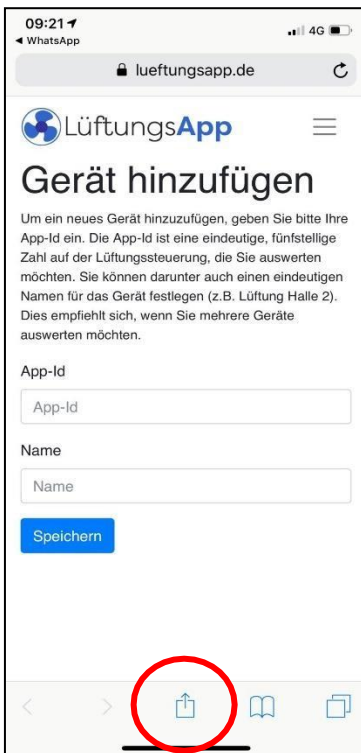 09:21
4G
◀ WhatsApp
lueftungsapp.de
LüftungsApp
Gerät hinzufügen
Um ein neues Gerät hinzuzufügen, geben Sie bitte Ihre
App-Id ein. Die App-Id ist eine eindeutige, fünfstellige
Zahl auf der Lüftungssteuerung, die Sie auswerten
möchten. Sie können darunter auch einen eindeutigen
Namen für das Gerät festlegen (z.B. Lüftung Halle 2).
Dies empfiehlt sich, wenn Sie mehrere Geräte
auswerten möchten.
App-Id
App-Id
Name
Name
Speichern